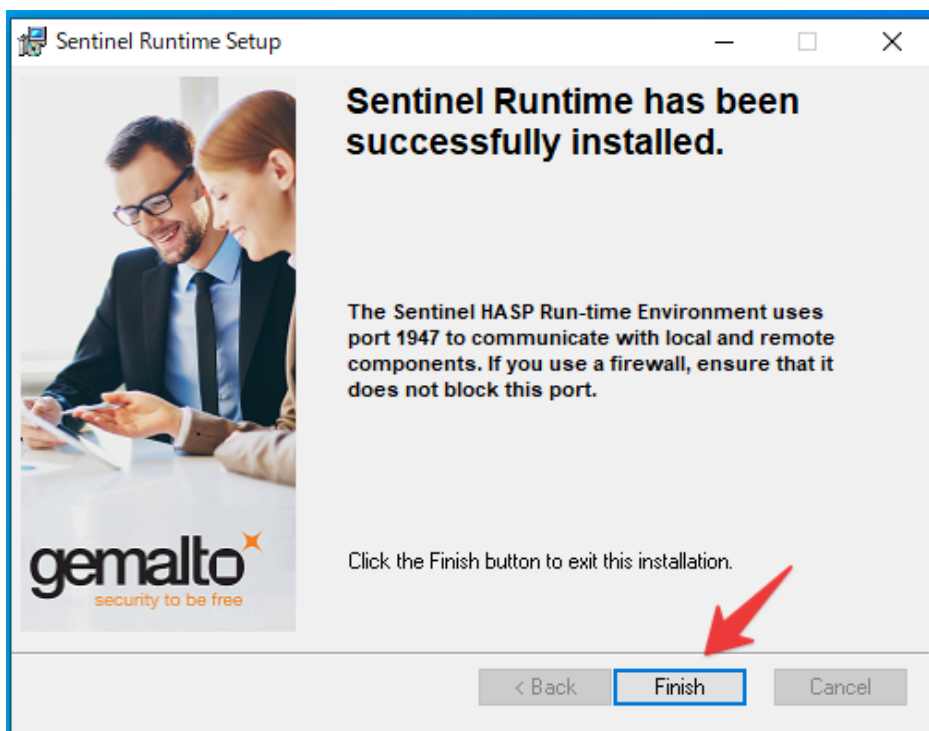 Sentinel Runtime Setup
Sentinel Runtime has been
successfully installed.
The Sentinel HASP Run-time Environment uses
port 1947 to communicate with local and remote
components. If you use a firewall, ensure that it
does not block this port.
gemalto
security to be free
Click the Finish button to exit this installation.
< Back
Finish
Cancel